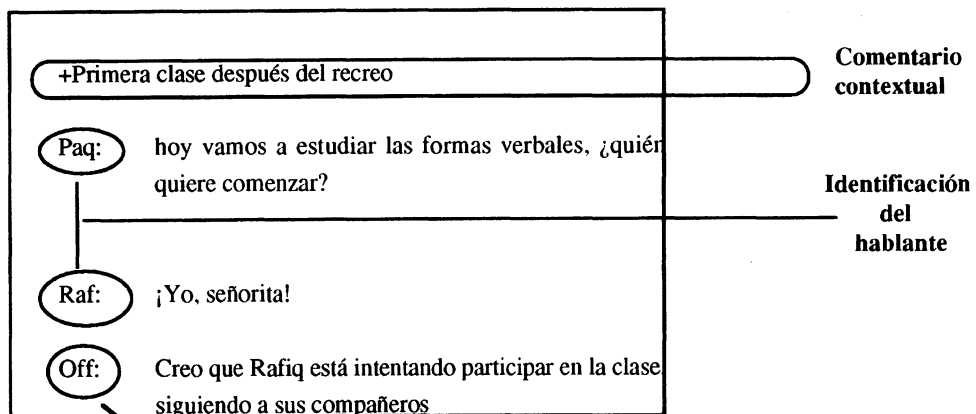 +Primera clase después del recreo
Comentario
contextual
Paq: hoy vamos a estudiar las formas verbales, ¿quién
quiere comenzar?
Identificación
del
hablante
Raf: ¡Yo, señorita!
Off: Creo que Rafiq está intentando participar en la clase
siguiendo a sus compañeros